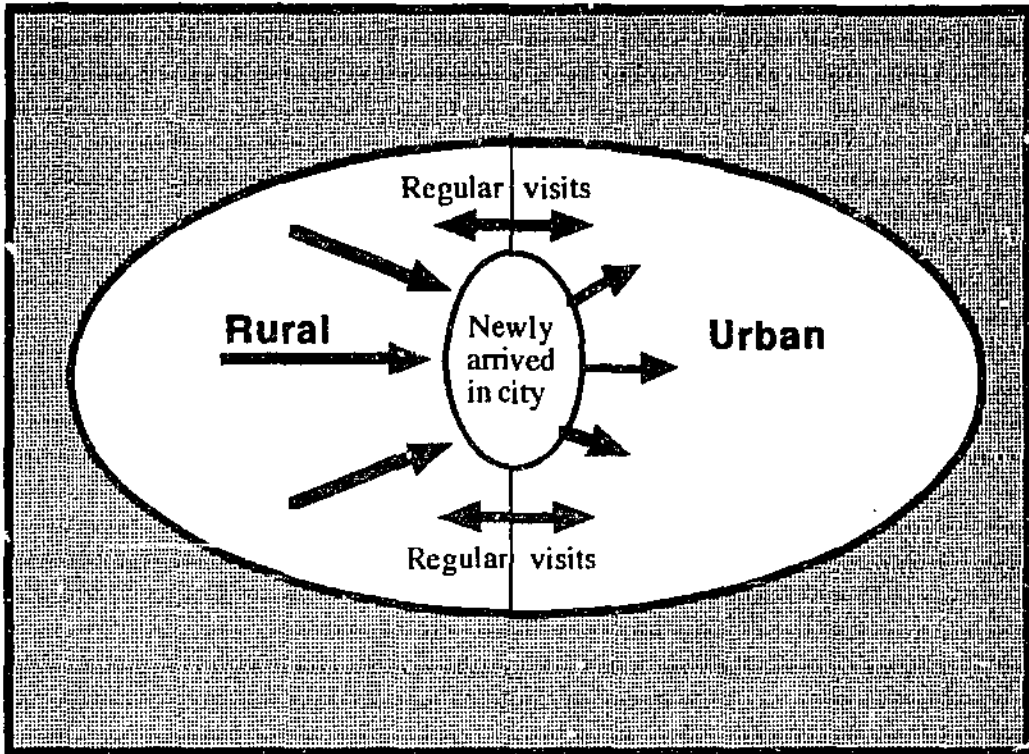 Regular visits
Rural
Newly
arrived
in city
Urban
Regular visits